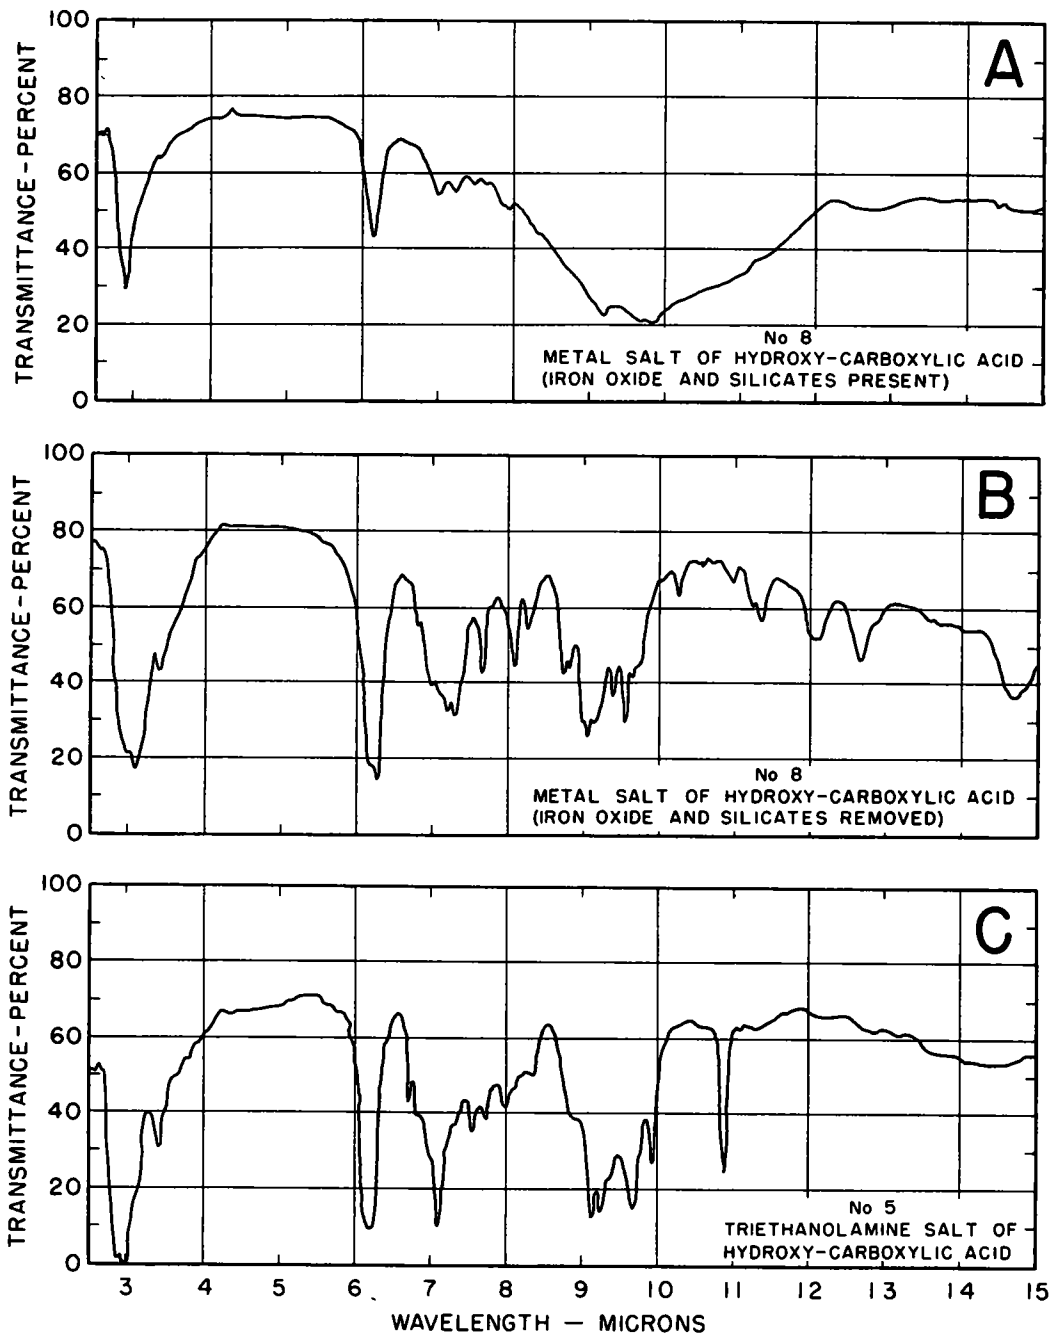 100
80
60
40
20
0
TRANSMITTANCE-PERCENT
A
No 8
METAL SALT OF HYDROXY-CARBOXYLIC ACID
(IRON OXIDE AND SILICATES PRESENT)
100
80
60
40
20
0
TRANSMITTANCE-PERCENT
B
No 8
METAL SALT OF HYDROXY-CARBOXYLIC ACID
(IRON OXIDE AND SILICATES REMOVED)
100
80
60
40
20
0
TRANSMITTANCE-PERCENT
C
No 5
TRIETHANOLAMINE SALT OF
HYDROXY-CARBOXYLIC ACID
3 4 5 6 7 8 9 10 11 12 13 14 15
WAVELENGTH — MICRONS